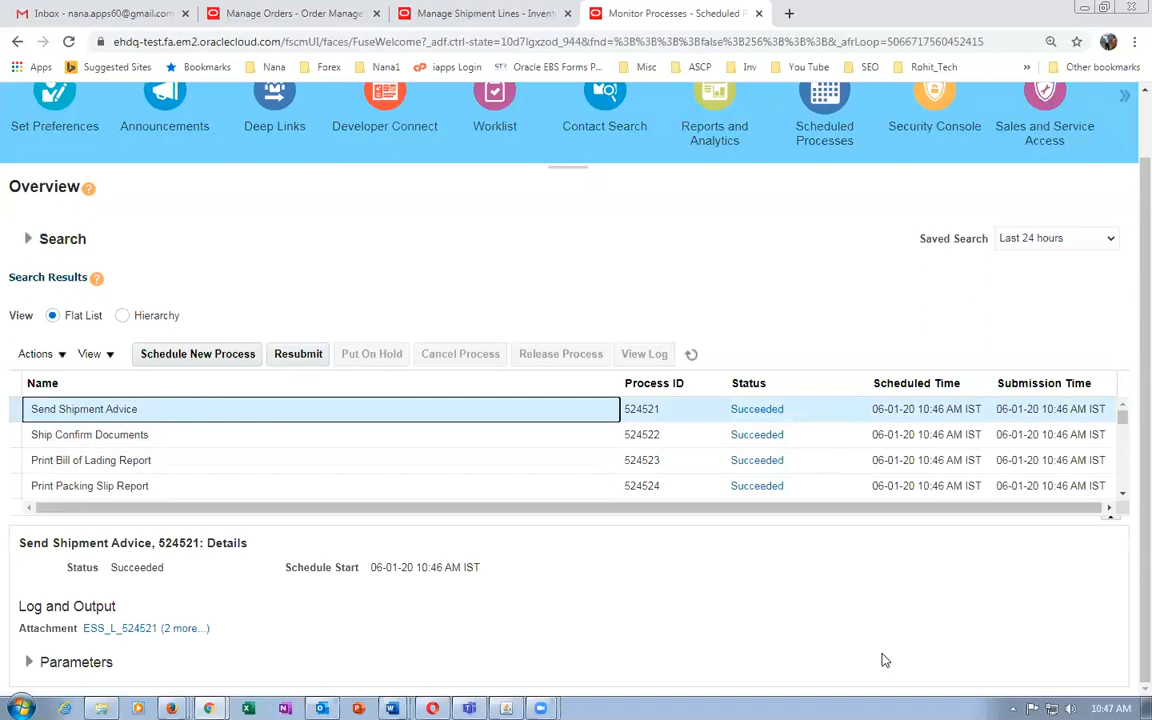 Inbox - nana.apps60@gmail.com
Manage Orders - Order Manage
Manage Shipment Lines - Invent
Monitor Processes - Scheduled P
ehdq-test.fa.em2.oraclecloud.com/fscmUI/faces/FuseWelcome?_adf.ctrl-state=10d7lgxzod_944&fnd=%3B%3B%3B%3Bfalse%3B256%3B%3B%3B&_afrLoop=5066717560452415
Apps
Suggested Sites
Bookmarks
Nana
Forex
Nana1
iapps Login
Oracle EBS Forms P...
Misc
ASCP
Inv
You Tube
SEO
Rohit_Tech
Other bookmarks
Set Preferences
Announcements
Deep Links
Developer Connect
Worklist
Contact Search
Reports and Analytics
Scheduled Processes
Security Console
Sales and Service Access
Overview
Search
Saved Search Last 24 hours
Search Results
View Flat List Hierarchy
Actions View Schedule New Process Resubmit Put On Hold Cancel Process Release Process View Log
Name Process ID Status Scheduled Time Submission Time
Send Shipment Advice 524521 Succeeded 06-01-20 10:46 AM IST 06-01-20 10:46 AM IST
Ship Confirm Documents 524522 Succeeded 06-01-20 10:46 AM IST 06-01-20 10:46 AM IST
Print Bill of Lading Report 524523 Succeeded 06-01-20 10:46 AM IST 06-01-20 10:46 AM IST
Print Packing Slip Report 524524 Succeeded 06-01-20 10:46 AM IST 06-01-20 10:46 AM IST
Send Shipment Advice, 524521: Details
Status Succeeded Schedule Start 06-01-20 10:46 AM IST
Log and Output
Attachment ESS_L_524521 (2 more...)
Parameters
10:47 AM